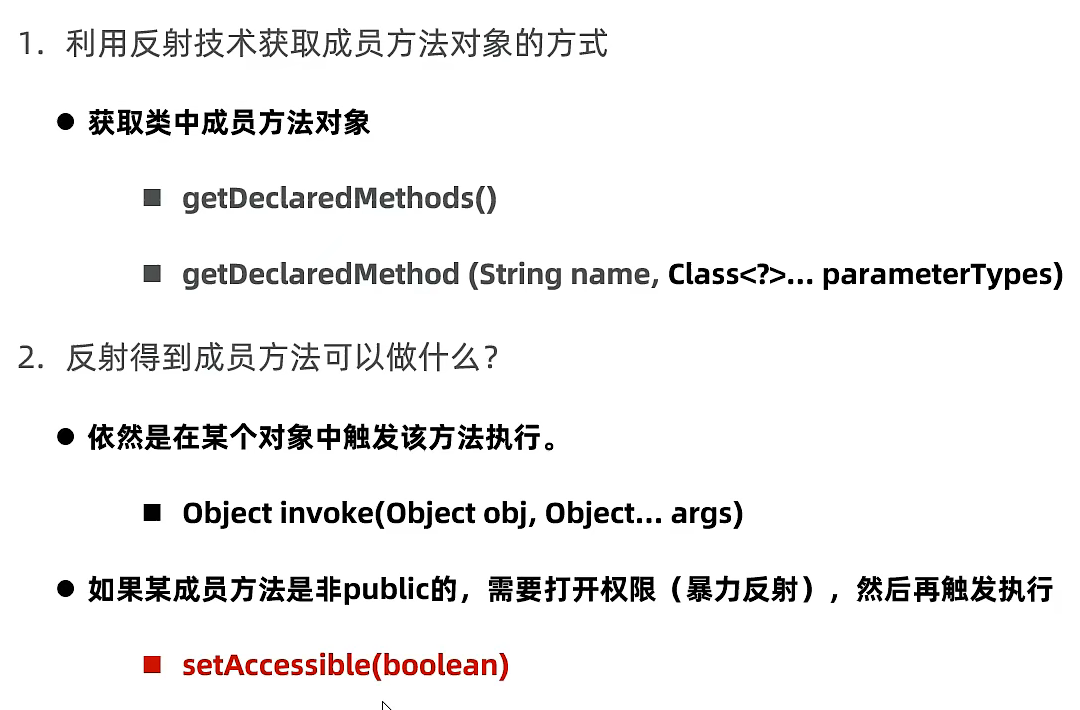 1. 利用反射技术获取成员方法对象的方式
● 获取类中成员方法对象
■ getDeclaredMethods()
■ getDeclaredMethod (String name, Class<?>... parameterTypes)
2. 反射得到成员方法可以做什么?
● 依然是在某个对象中触发该方法执行。
■ Object invoke(Object obj, Object... args)
● 如果某成员方法是非public的，需要打开权限（暴力反射），然后再触发执行
■ setAccessible(boolean)